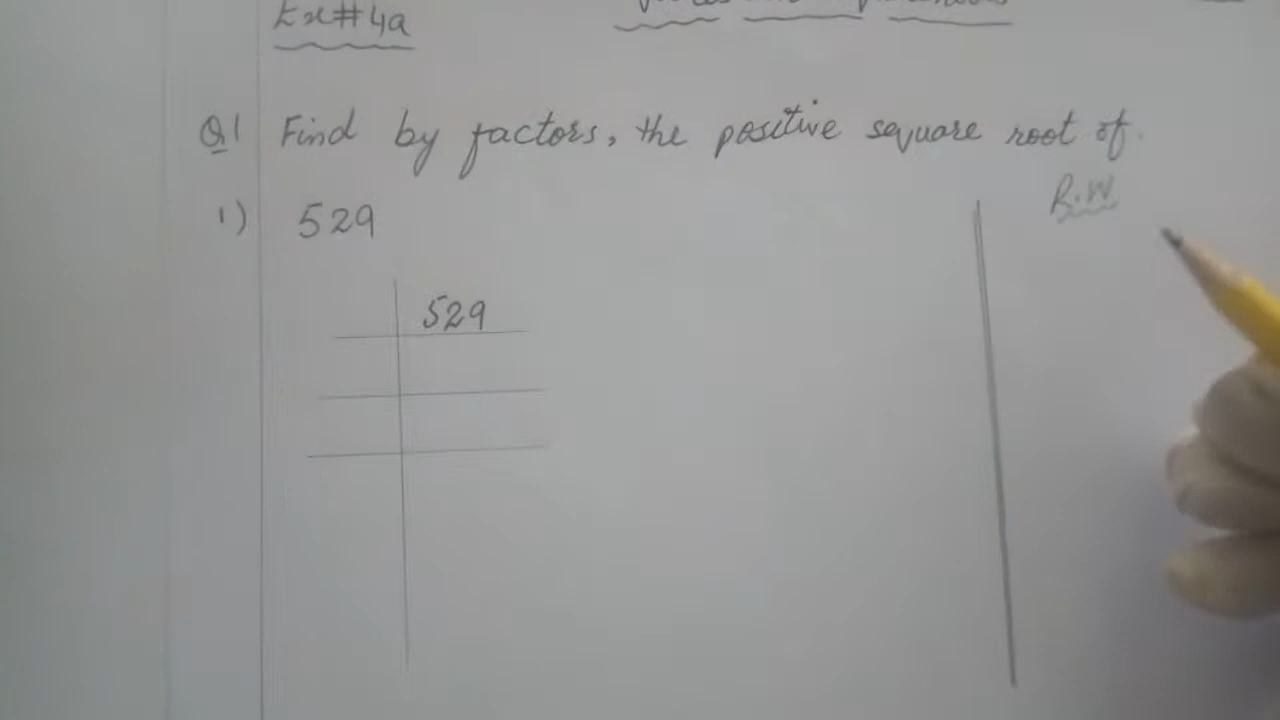 Ex#4a
Q1 Find by factors, the positive square root of.
1) 529
R.W
529